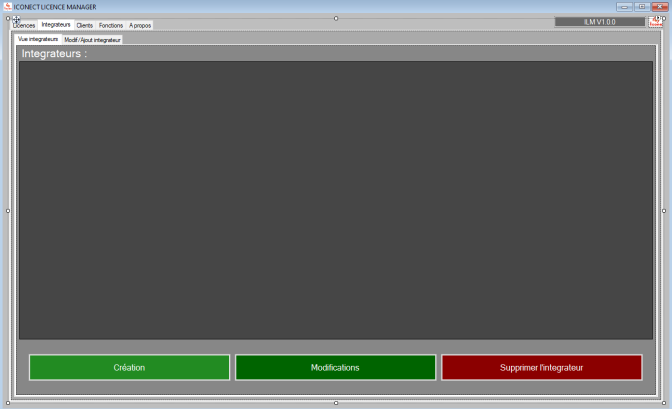 ICONECT LICENCE MANAGER
Licences Integrateurs Clients Fonctions A propos
ILM V1.0.0
Vue integrateurs Modif/Ajout integrateur
Integrateurs :
Création Modifications Supprimer l'integrateur